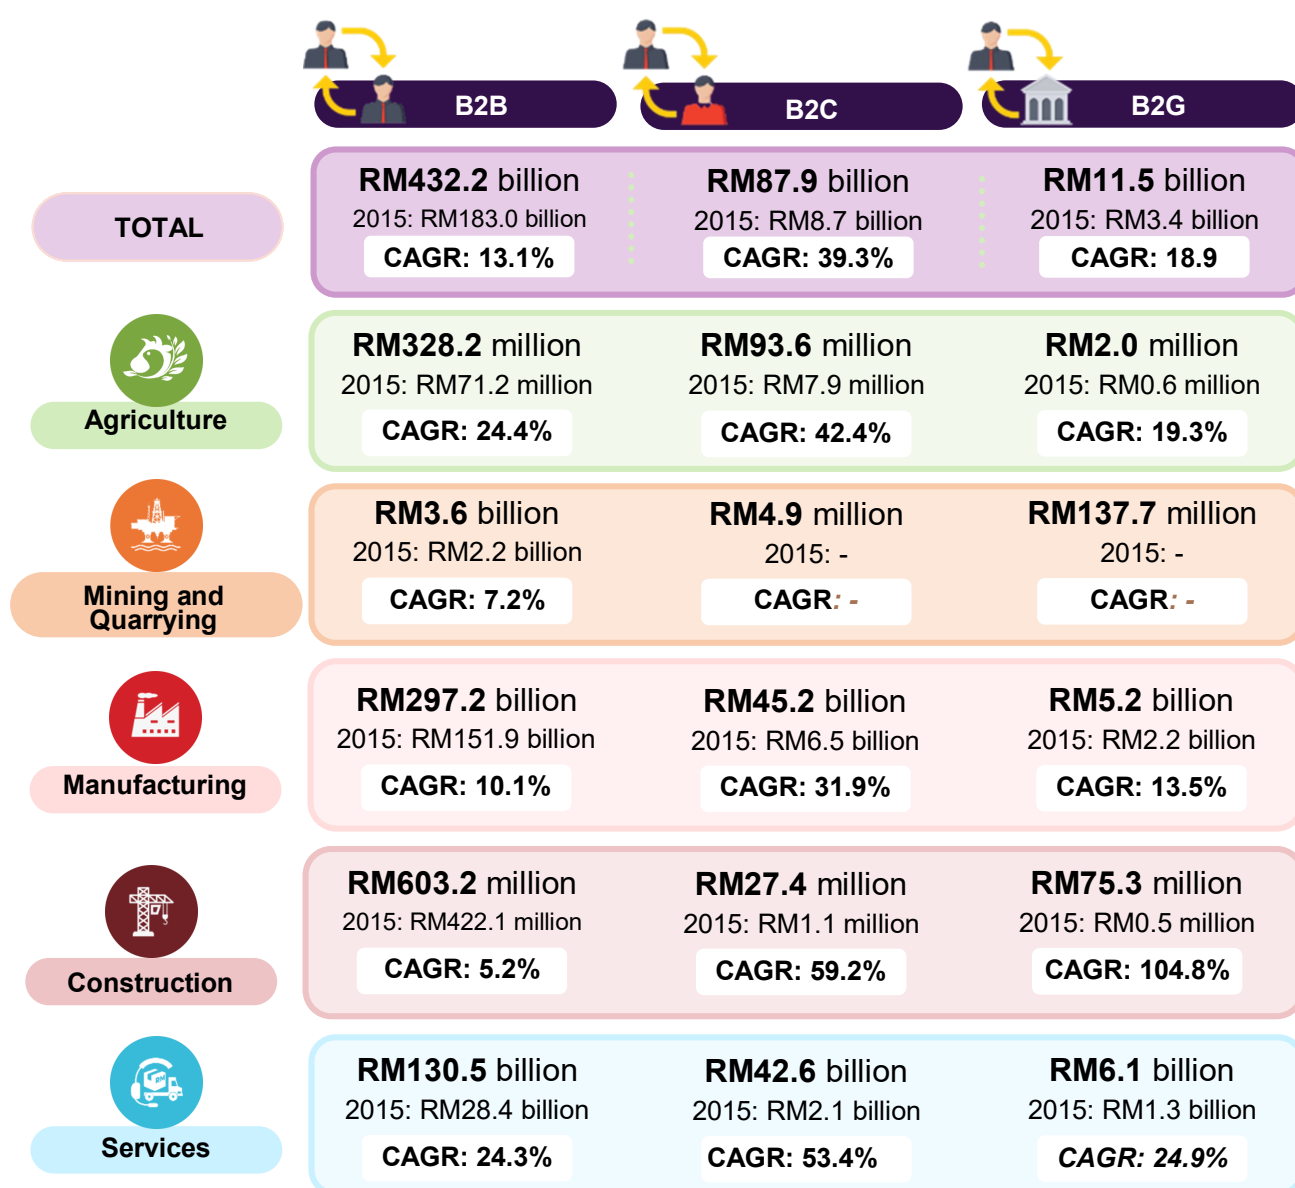 B2B
B2C
B2G
TOTAL
RM432.2 billion
2015: RM183.0 billion
CAGR: 13.1%
RM87.9 billion
2015: RM8.7 billion
CAGR: 39.3%
RM11.5 billion
2015: RM3.4 billion
CAGR: 18.9
Agriculture
RM328.2 million
2015: RM71.2 million
CAGR: 24.4%
RM93.6 million
2015: RM7.9 million
CAGR: 42.4%
RM2.0 million
2015: RM0.6 million
CAGR: 19.3%
Mining and
Quarrying
RM3.6 billion
2015: RM2.2 billion
CAGR: 7.2%
RM4.9 million
2015: -
CAGR: -
RM137.7 million
2015: -
CAGR: -
Manufacturing
RM297.2 billion
2015: RM151.9 billion
CAGR: 10.1%
RM45.2 billion
2015: RM6.5 billion
CAGR: 31.9%
RM5.2 billion
2015: RM2.2 billion
CAGR: 13.5%
Construction
RM603.2 million
2015: RM422.1 million
CAGR: 5.2%
RM27.4 million
2015: RM1.1 million
CAGR: 59.2%
RM75.3 million
2015: RM0.5 million
CAGR: 104.8%
Services
RM130.5 billion
2015: RM28.4 billion
CAGR: 24.3%
RM42.6 billion
2015: RM2.1 billion
CAGR: 53.4%
RM6.1 billion
2015: RM1.3 billion
CAGR: 24.9%